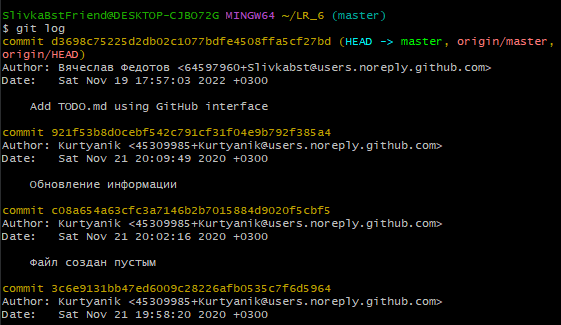 SlivkaBstFriend@DESKTOP-CJBO72G MINGW64 ~/LR_6 (master)
$ git log
commit d3698c75225d2db02c1077bdfe4508ffa5cf27bd (HEAD -> master, origin/master,
origin/HEAD)
Author: Вячеслав Федотов <64597960+Slivkabst@users.noreply.github.com>
Date:   Sat Nov 19 17:57:03 2022 +0300
Add TODO.md using GitHub interface
commit 921f53b8d0cebf542c791cf31f04e9b792f385a4
Author: Kurtyanik <45309985+Kurtyanik@users.noreply.github.com>
Date:   Sat Nov 21 20:09:49 2020 +0300
Обновление информации
commit c08a654a63cfc3a7146b2b7015884d9020f5cbf5
Author: Kurtyanik <45309985+Kurtyanik@users.noreply.github.com>
Date:   Sat Nov 21 20:02:16 2020 +0300
Файл создан пустым
commit 3c6e9131bb47ed6009c28226afb0535c7f6d5964
Author: Kurtyanik <45309985+Kurtyanik@users.noreply.github.com>
Date:   Sat Nov 21 19:58:20 2020 +0300